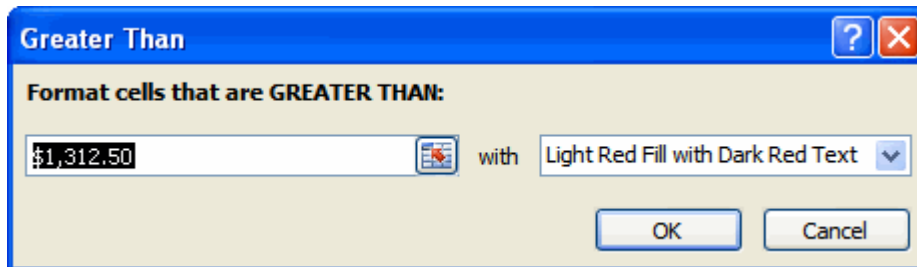 Greater Than
Format cells that are GREATER THAN:
$1,312.50 with Light Red Fill with Dark Red Text
OK Cancel